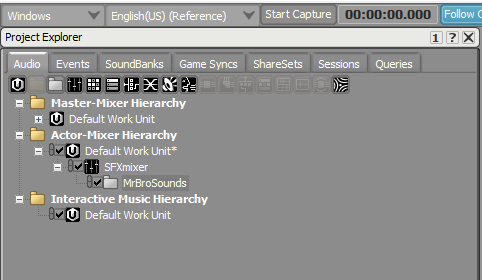 Windows English(US) (Reference) Start Capture 00:00:00.000 Follow
Project Explorer 1 ? X
Audio Events SoundBanks Game Syncs ShareSets Sessions Queries
Master-Mixer Hierarchy
Default Work Unit
Actor-Mixer Hierarchy
Default Work Unit*
SFXmixer
MrBroSounds
Interactive Music Hierarchy
Default Work Unit